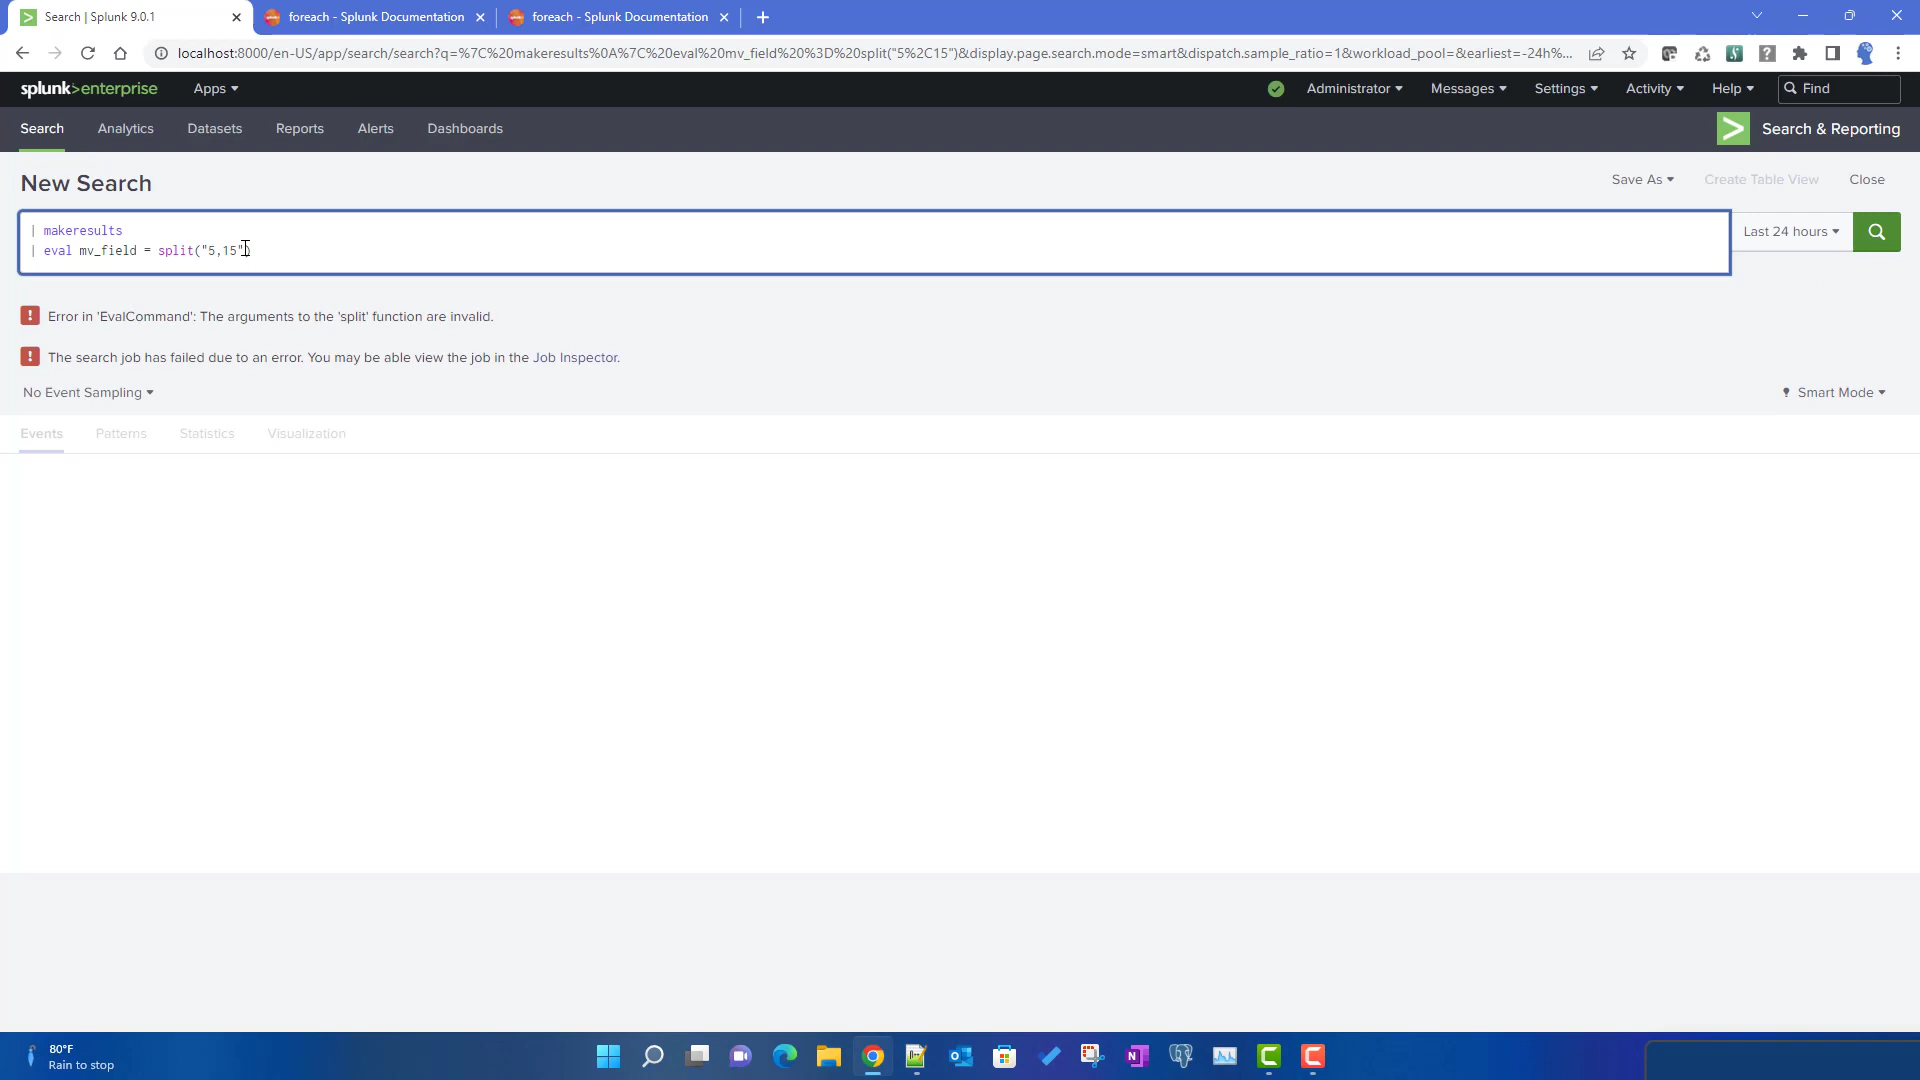 Search | Splunk 9.0.1
foreach - Splunk Documentation
foreach - Splunk Documentation
localhost:8000/en-US/app/search/search?q=%7C%20makeresults%0A%7C%20eval%20mv_field%20%3D%20split("5%2C15")&display.page.search.mode=smart&dispatch.sample_ratio=1&workload_pool=&earliest=-24h%...
splunk>enterprise
Apps
Administrator
Messages
Settings
Activity
Help
Find
Search
Analytics
Datasets
Reports
Alerts
Dashboards
Search & Reporting
New Search
Save As
Create Table View
Close
| makeresults
| eval mv_field = split("5,15")
Last 24 hours
Error in 'EvalCommand': The arguments to the 'split' function are invalid.
The search job has failed due to an error. You may be able view the job in the Job Inspector.
No Event Sampling
Smart Mode
Events
Patterns
Statistics
Visualization
80°F
Rain to stop